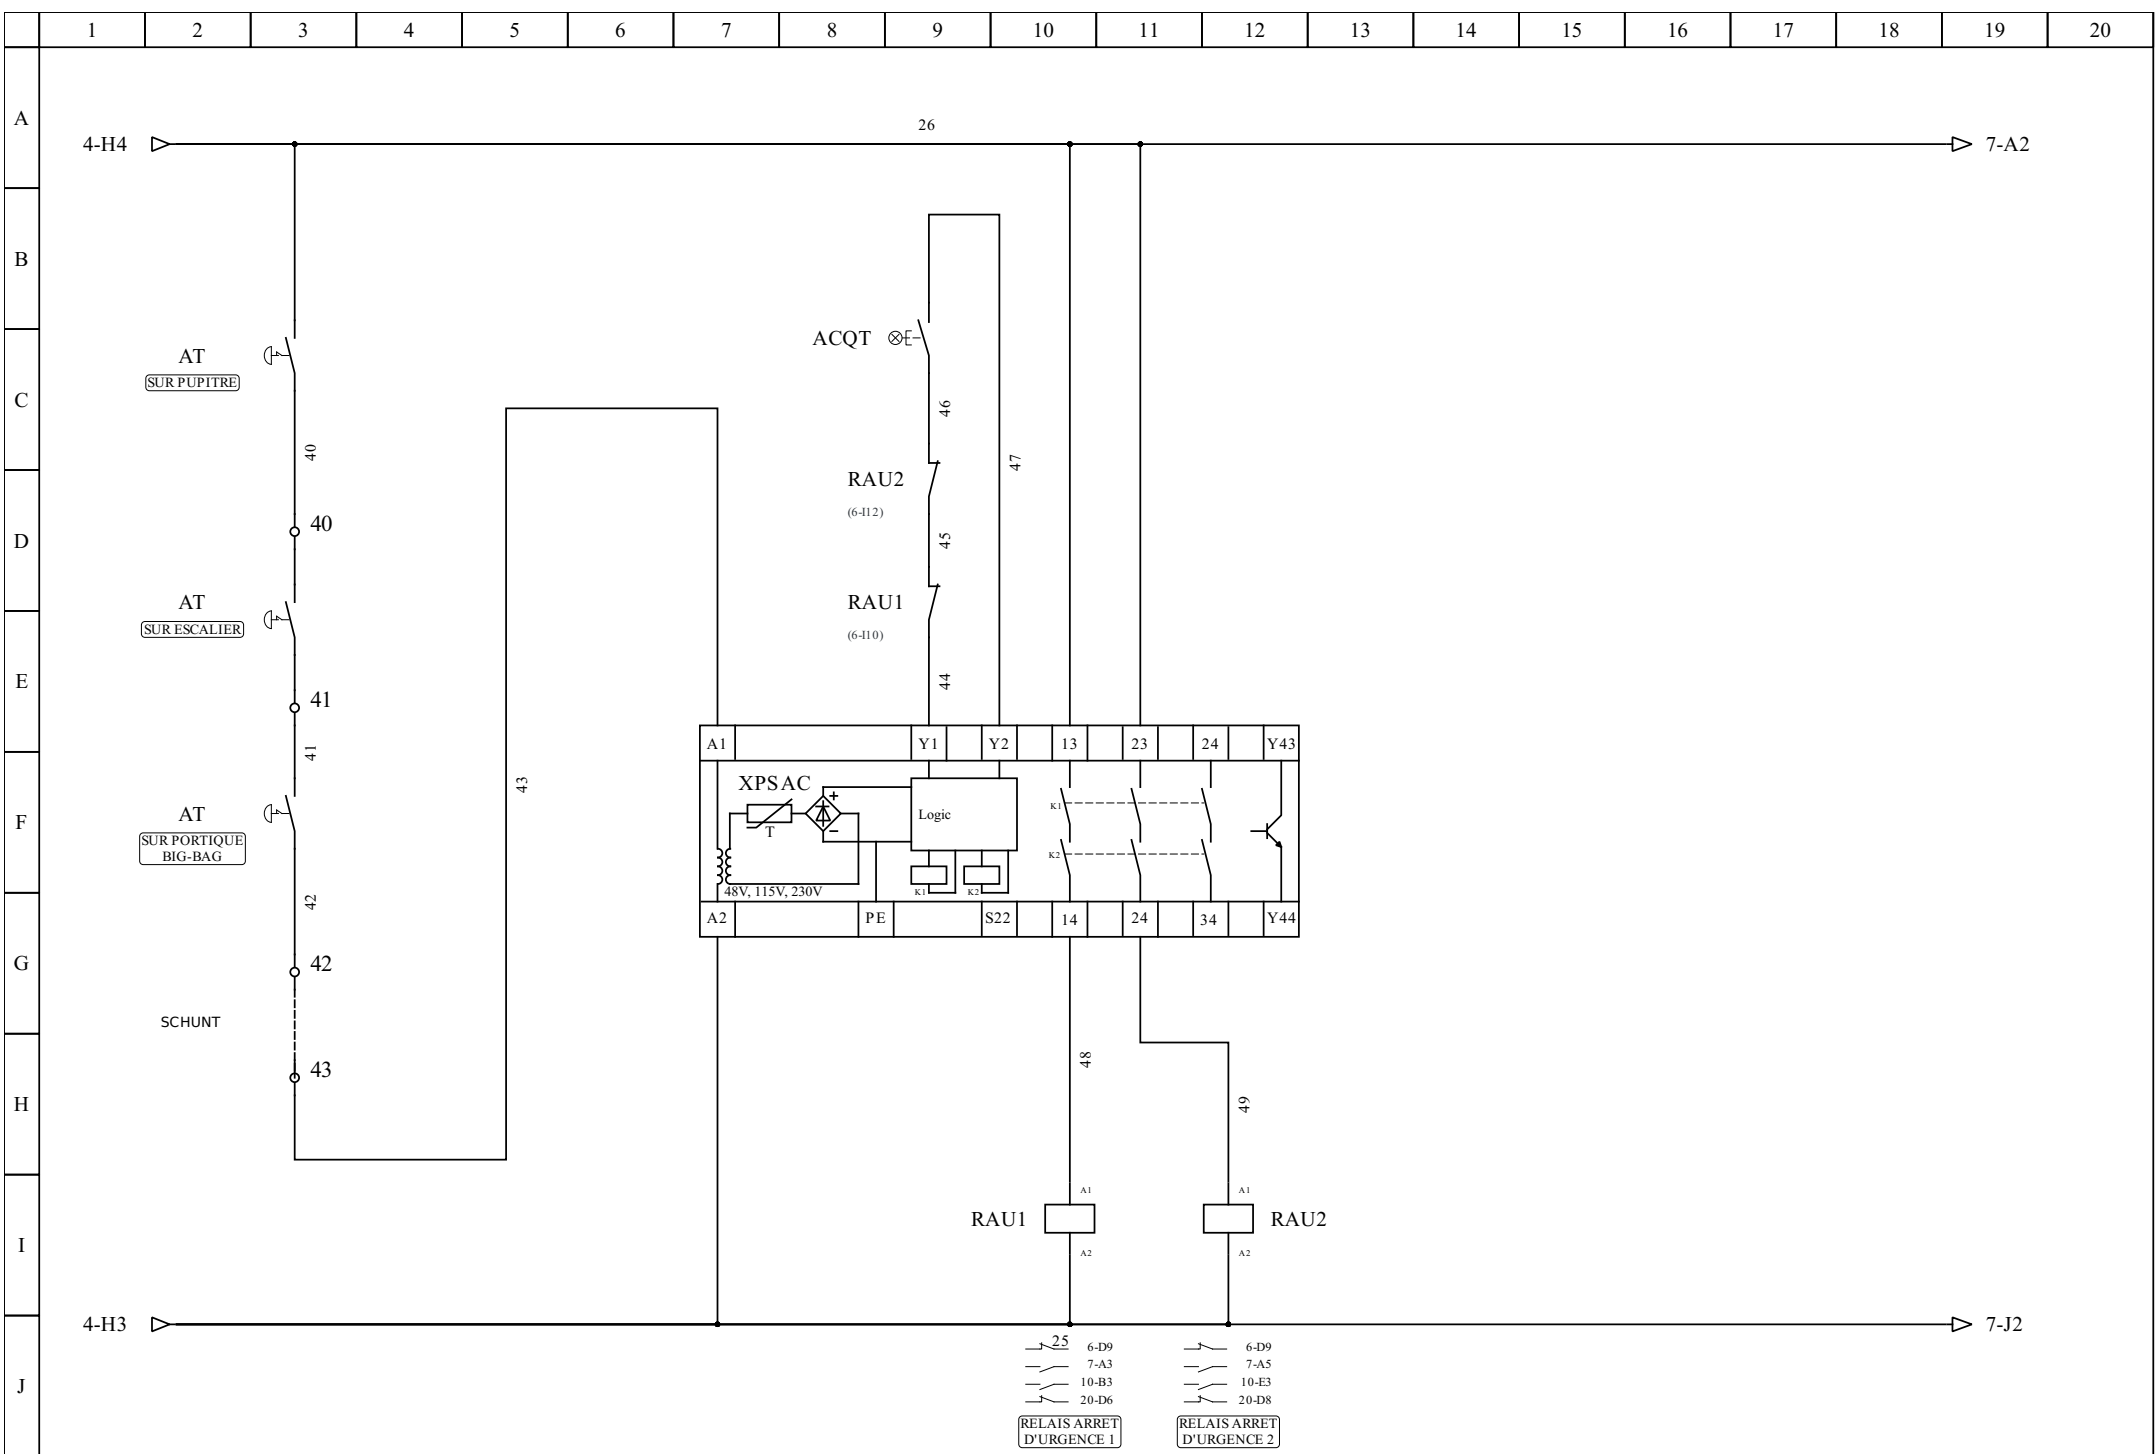 1 2 3 4 5 6 7 8 9 10 11 12 13 14 15 16 17 18 19 20
A
26
4-H4
7-A2
B
ACQT
AT
SUR PUPITRE
C
46
40
47
RAU2
(6-I12)
40
D
45
AT
SUR ESCALIER
RAU1
(6-I10)
E
44
41
41
A1 Y1 Y2 13 23 24 Y43
43
XPSAC
+
K1
AT
F
Logic
T
−
SUR PORTIQUE
BIG-BAG
K2
48V, 115V, 230V
K1
K2
42
A2 PE S22 14 24 34 Y44
G
42
SCHUNT
48
43
H
49
A1
A1
RAU1
RAU2
I
A2
A2
4-H3
7-J2
25
6-D9
6-D9
7-A3
7-A5
J
10-B3
10-E3
20-D6
20-D8
RELAIS ARRET
D'URGENCE 1
RELAIS ARRET
D'URGENCE 2